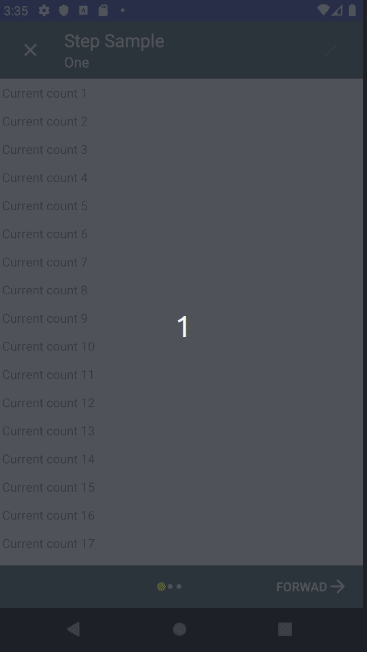 3:35
Step Sample
One
Current count 1
Current count 2
Current count 3
Current count 4
Current count 5
Current count 6
Current count 7
Current count 8
Current count 9
Current count 10
Current count 11
Current count 12
Current count 13
Current count 14
Current count 15
Current count 16
Current count 17
1
FORWAD